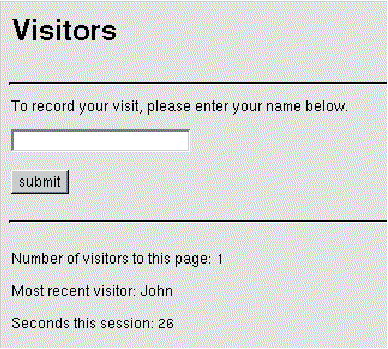 Visitors
To record your visit, please enter your name below.
submit
Number of visitors to this page: 1
Most recent visitor: John
Seconds this session: 26